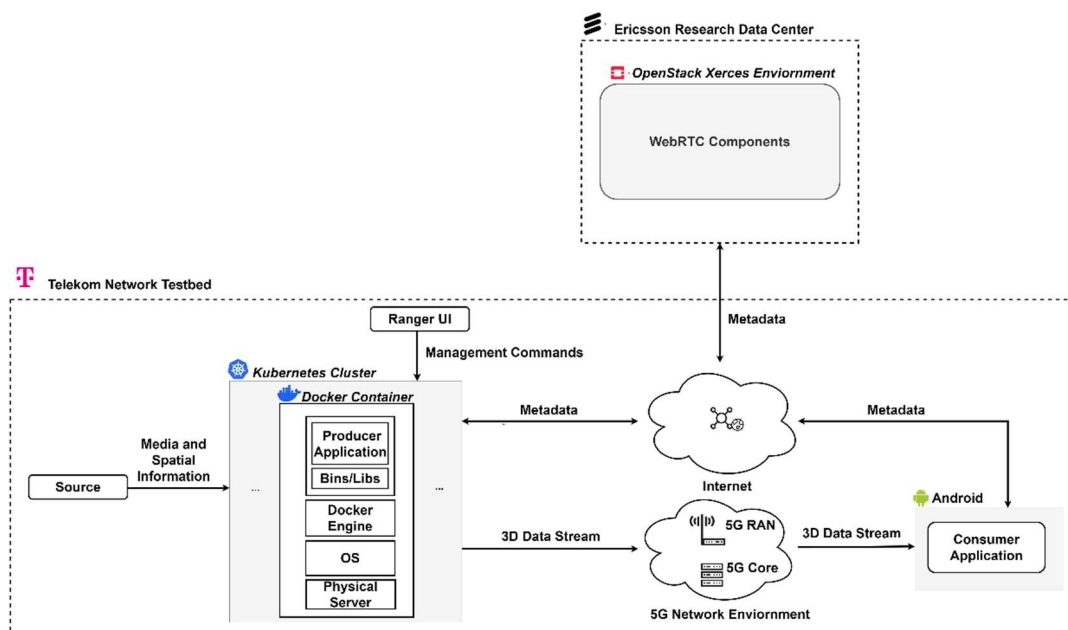 Ericsson Research Data Center
OpenStack Xerces Enviornment
WebRTC Components
Telekom Network Testbed
Ranger UI
Metadata
Management Commands
Kubernetes Cluster
Docker Container
Metadata
Metadata
Producer
Application
Media and
Spatial
Information
Bins/Libs
Source
...
...
Internet
Docker
Engine
Android
5G RAN
3D Data Stream
3D Data Stream
Consumer
Application
OS
5G Core
Physical
Server
5G Network Enviornment